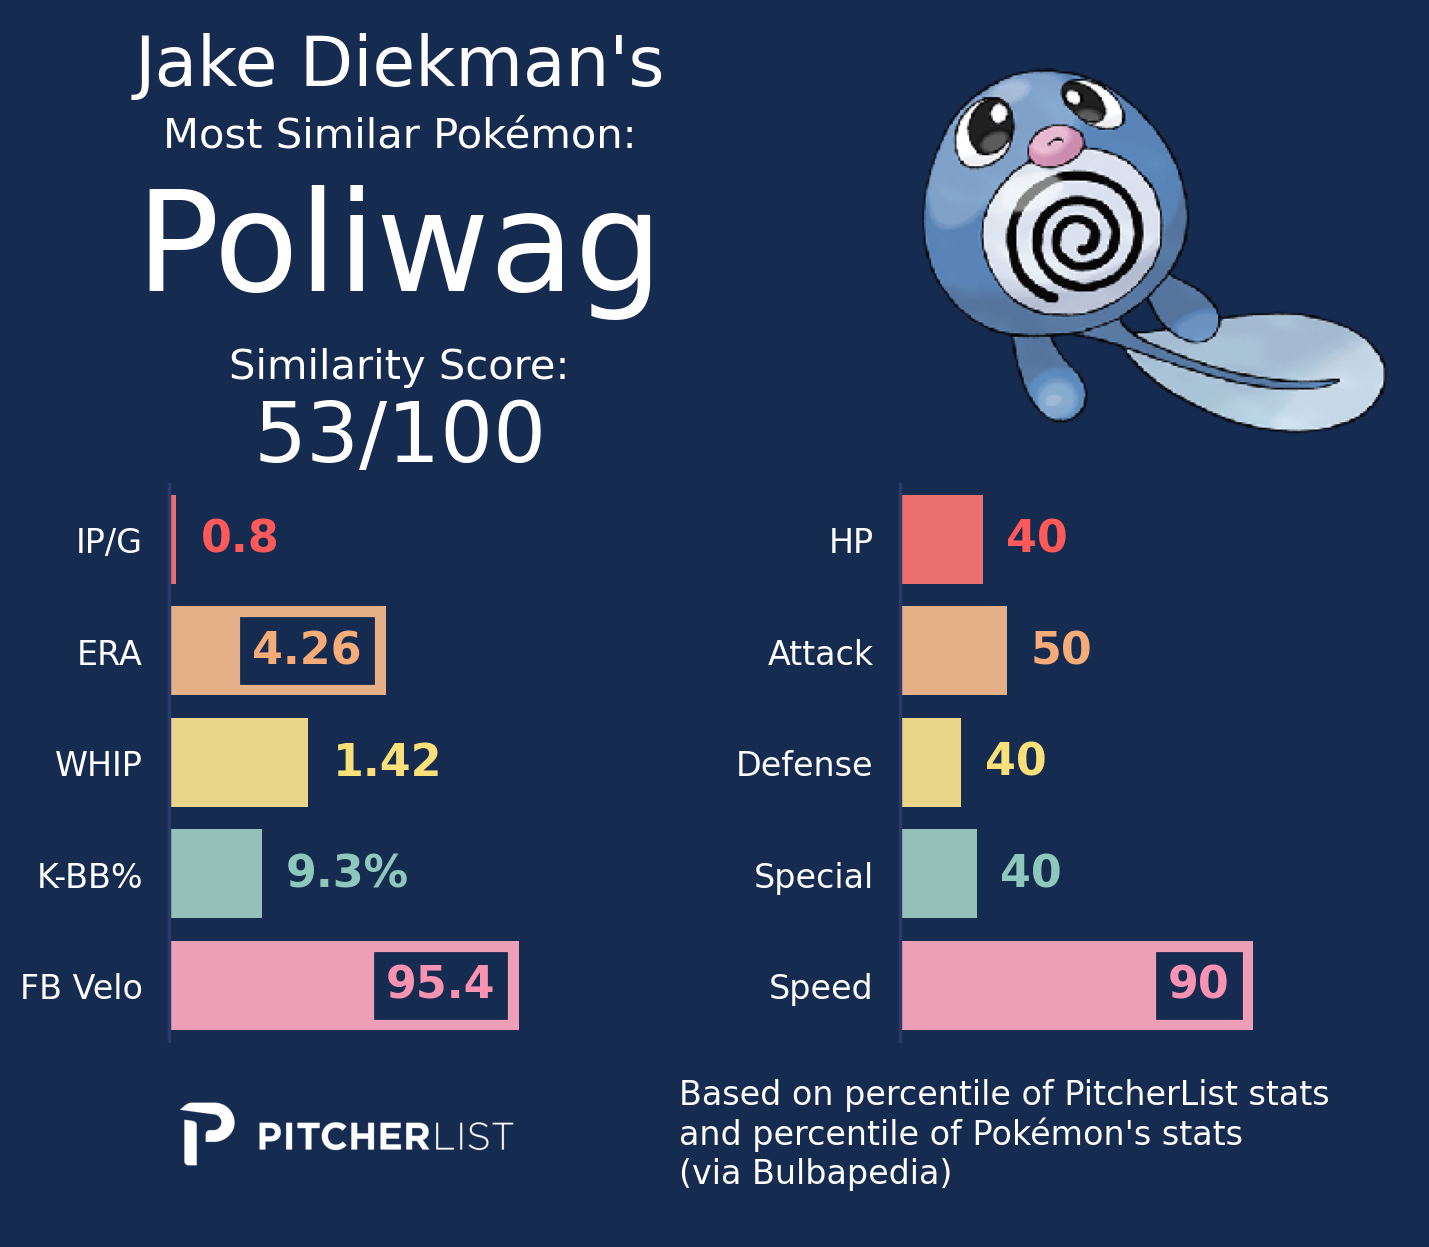 Jake Diekman's
Most Similar Pokémon:
Poliwag
Similarity Score:
53/100
IP/G 0.8
ERA 4.26
WHIP 1.42
K-BB% 9.3%
FB Velo 95.4
HP 40
Attack 50
Defense 40
Special 40
Speed 90
PITCHERLIST
Based on percentile of PitcherList stats
and percentile of Pokémon's stats
(via Bulbapedia)